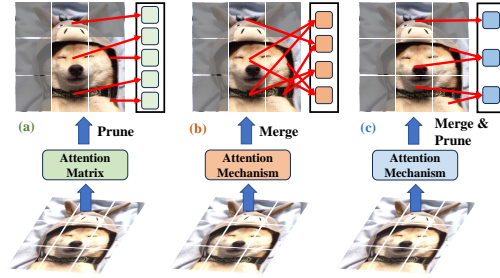 (a)
Prune
Attention
Matrix
(b)
Merge
Attention
Mechanism
(c)
Merge &
Prune
Attention
Mechanism